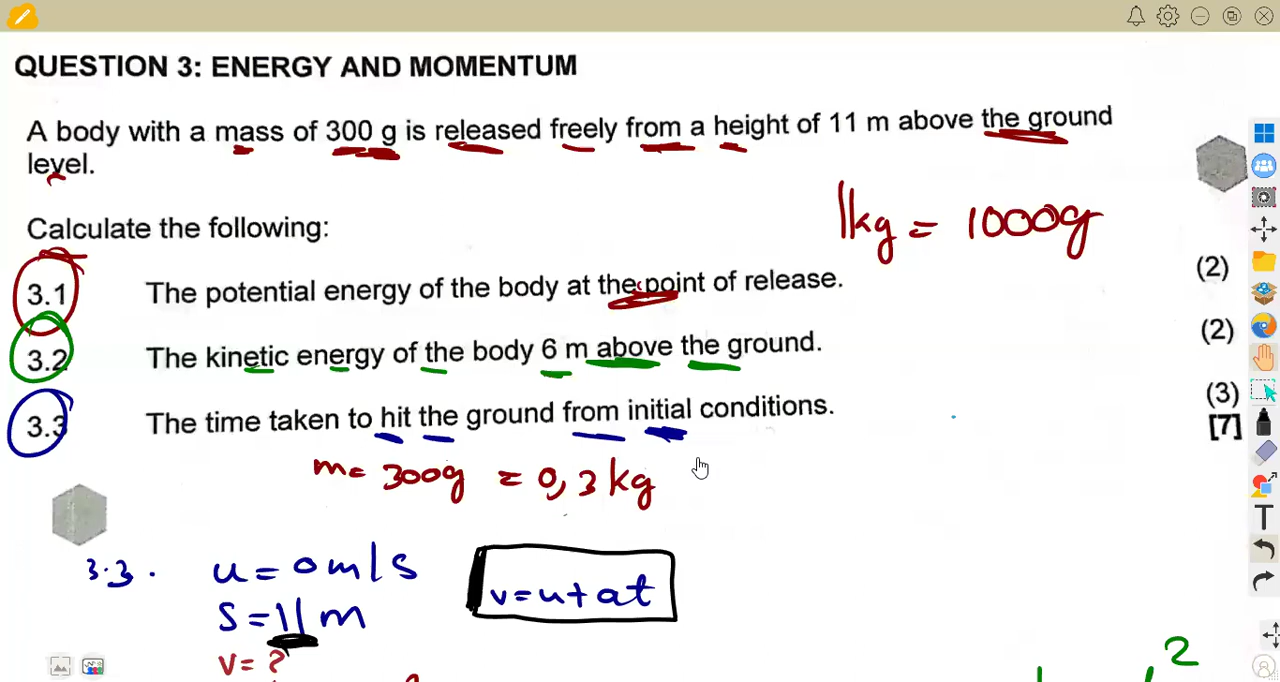 QUESTION 3: ENERGY AND MOMENTUM
A body with a mass of 300 g is released freely from a height of 11 m above the ground
level.
1kg = 1000g
Calculate the following:
3.1 The potential energy of the body at the point of release. (2)
3.2 The kinetic energy of the body 6 m above the ground. (2)
3.3 The time taken to hit the ground from initial conditions. (3)
[7]
m= 300g = 0,3kg
3.3. u = 0m/s
v=u+at
S = 11 m
v= ?
2
T